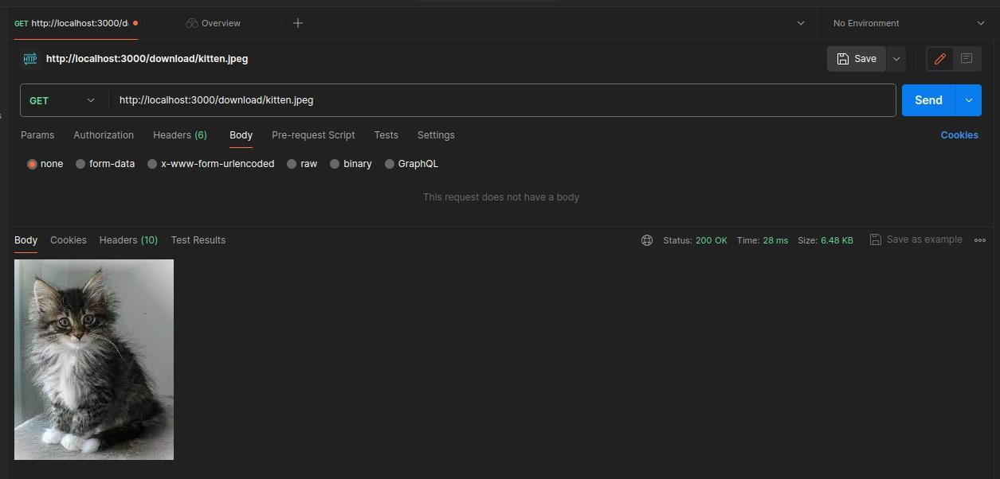 GET http://localhost:3000/d Overview No Environment
HTTP http://localhost:3000/download/kitten.jpeg Save
GET http://localhost:3000/download/kitten.jpeg Send
Params Authorization Headers (6) Body Pre-request Script Tests Settings Cookies
none form-data x-www-form-urlencoded raw binary GraphQL
This request does not have a body
Body Cookies Headers (10) Test Results Status: 200 OK Time: 28 ms Size: 6.48 KB Save as example